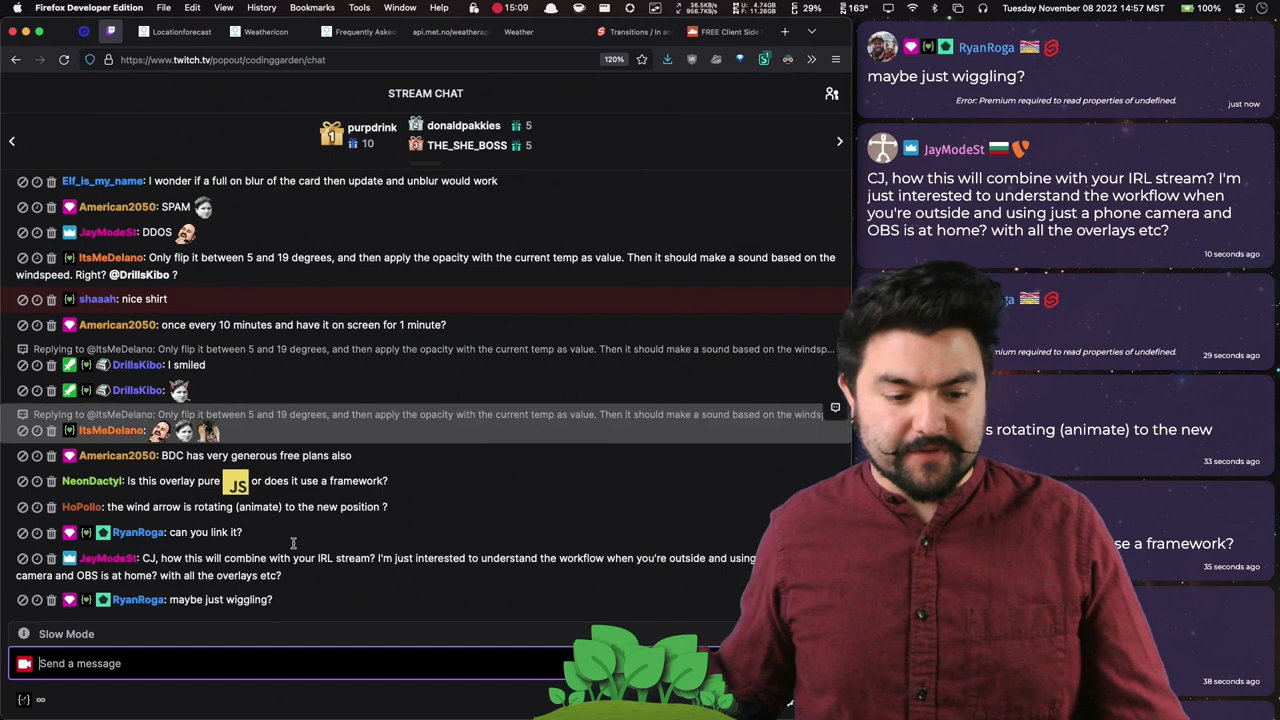 Firefox Developer Edition File Edit View History Bookmarks Tools Window Help
15:09
36.5KB/s
956.7KB/s
U: 4.74GB
F: 11.26GB
29%
163°
100%
Tuesday November 08 2022 14:57 MST
Locationforecast
Weathericon
Frequently Asked
api.met.no/weatherap
Weather
Transitions / In an
FREE Client Side
https://www.twitch.tv/popout/codinggarden/chat
120%
STREAM CHAT
1
purpdrink
10
2 donaldpakkies 5
3 THE_SHE_BOSS 5
Elf_is_my_name: I wonder if a full on blur of the card then update and unblur would work
American2050: SPAM
JayModeSt: DDOS
ItsMeDelano: Only flip it between 5 and 19 degrees, and then apply the opacity with the current temp as value. Then it should make a sound based on the
windspeed. Right? @DrillsKibo ?
shaaah: nice shirt
American2050: once every 10 minutes and have it on screen for 1 minute?
Replying to @ItsMeDelano: Only flip it between 5 and 19 degrees, and then apply the opacity with the current temp as value. Then it should make a sound based on the windsp...
DrillsKibo: I smiled
DrillsKibo:
Replying to @ItsMeDelano: Only flip it between 5 and 19 degrees, and then apply the opacity with the current temp as value. Then it should make a sound based on the windsp
ItsMeDelano:
American2050: BDC has very generous free plans also
NeonDactyl: Is this overlay pure JS or does it use a framework?
HoPollo: the wind arrow is rotating (animate) to the new position ?
RyanRoga: can you link it?
JayModeSt: CJ, how this will combine with your IRL stream? I'm just interested to understand the workflow when you're outside and using
camera and OBS is at home? with all the overlays etc?
RyanRoga: maybe just wiggling?
Slow Mode
Send a message
∞
RyanRoga
maybe just wiggling?
Error: Premium required to read properties of undefined.
just now
JayModeSt
CJ, how this will combine with your IRL stream? I'm
just interested to understand the workflow when
you're outside and using just a phone camera and
OBS is at home? with all the overlays etc?
10 seconds ago
ga
mium required to read properties of undefined.
29 seconds ago
s rotating (animate) to the new
33 seconds ago
se a framework?
35 seconds ago
38 seconds ago